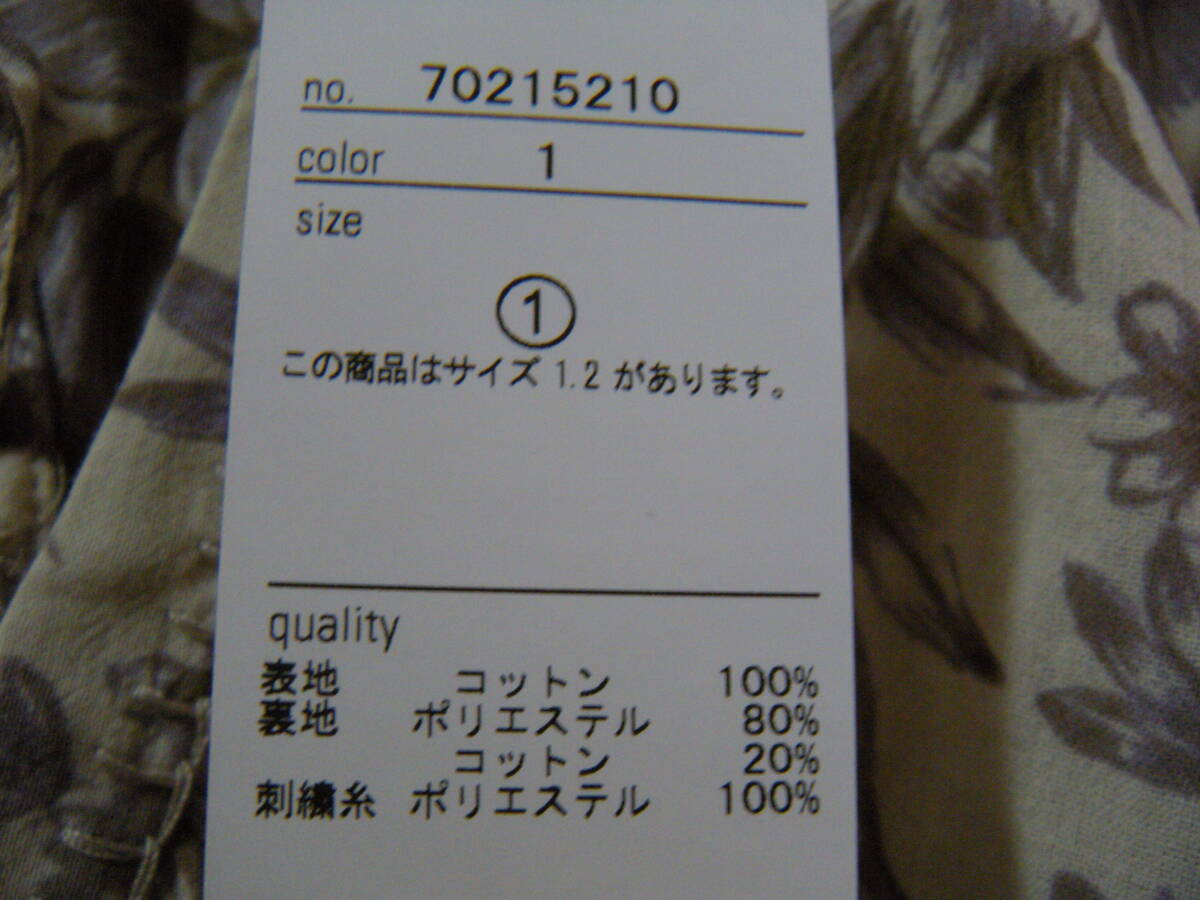 no. 70215210
color 1
size
①
この商品はサイズ 1.2 があります。
quality
表地 コットン 100%
裏地 ポリエステル 80%
コットン 20%
刺繍糸 ポリエステル 100%